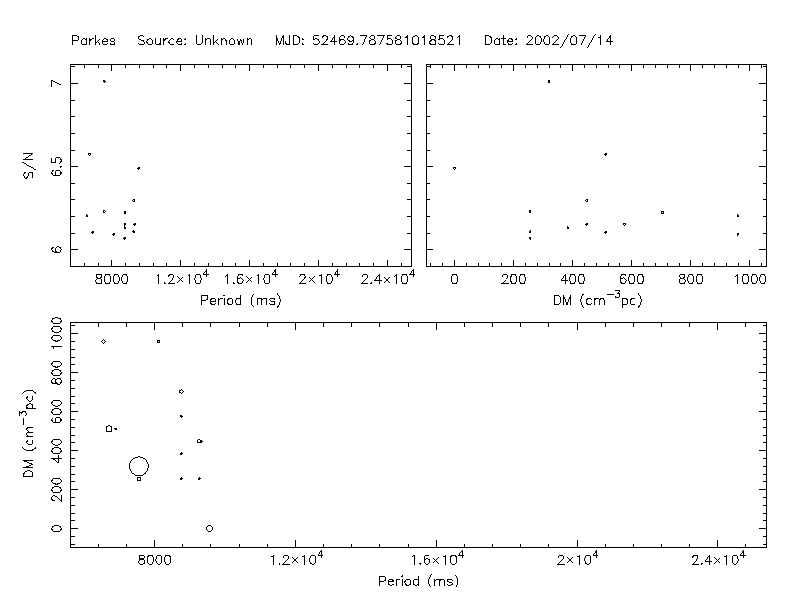 Parkes Source: Unknown MJD: 52469.787581018521 Date: 2002/07/14
7
6.5
6
S/N
8000 1.2×10⁴ 1.6×10⁴ 2×10⁴ 2.4×10⁴
Period (ms)
0 200 400 600 800 1000
DM (cm⁻³pc)
1000
800
600
400
200
0
DM (cm⁻³pc)
8000 1.2×10⁴ 1.6×10⁴ 2×10⁴ 2.4×10⁴
Period (ms)